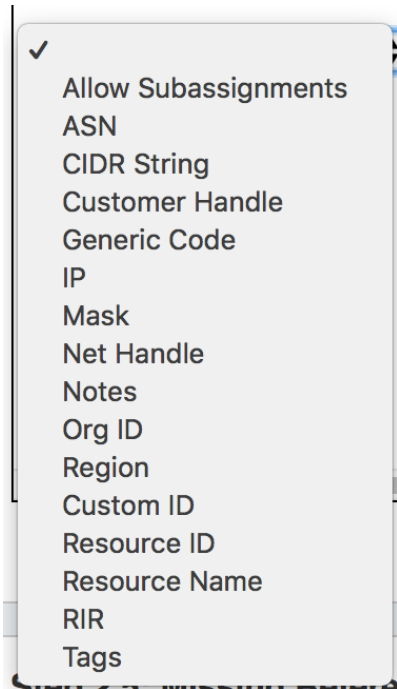 ✓
Allow Subassignments
ASN
CIDR String
Customer Handle
Generic Code
IP
Mask
Net Handle
Notes
Org ID
Region
Custom ID
Resource ID
Resource Name
RIR
Tags